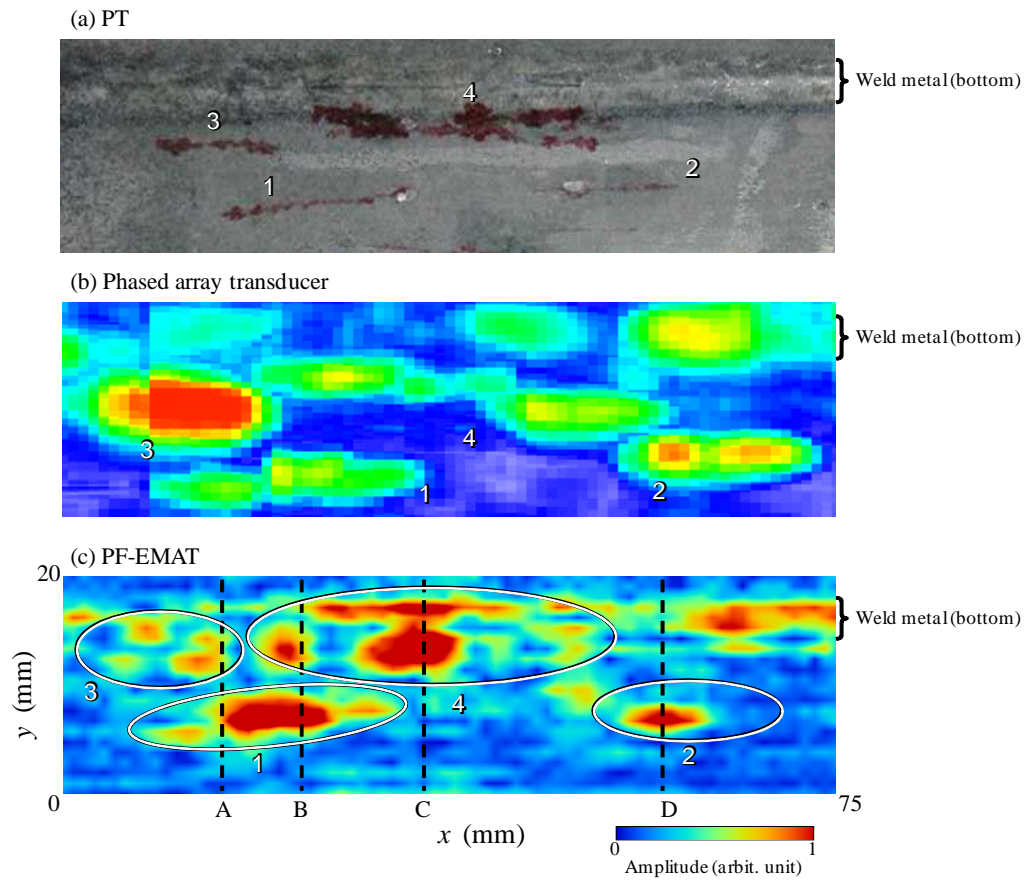 (a) PT
Weld metal (bottom)
4
3
2
1
(b) Phased array transducer
Weld metal (bottom)
4
3
1
2
(c) PF-EMAT
20
Weld metal (bottom)
3
4
y (mm)
2
1
0
A
B
C
D
75
x (mm)
0
1
Amplitude (arbit. unit)